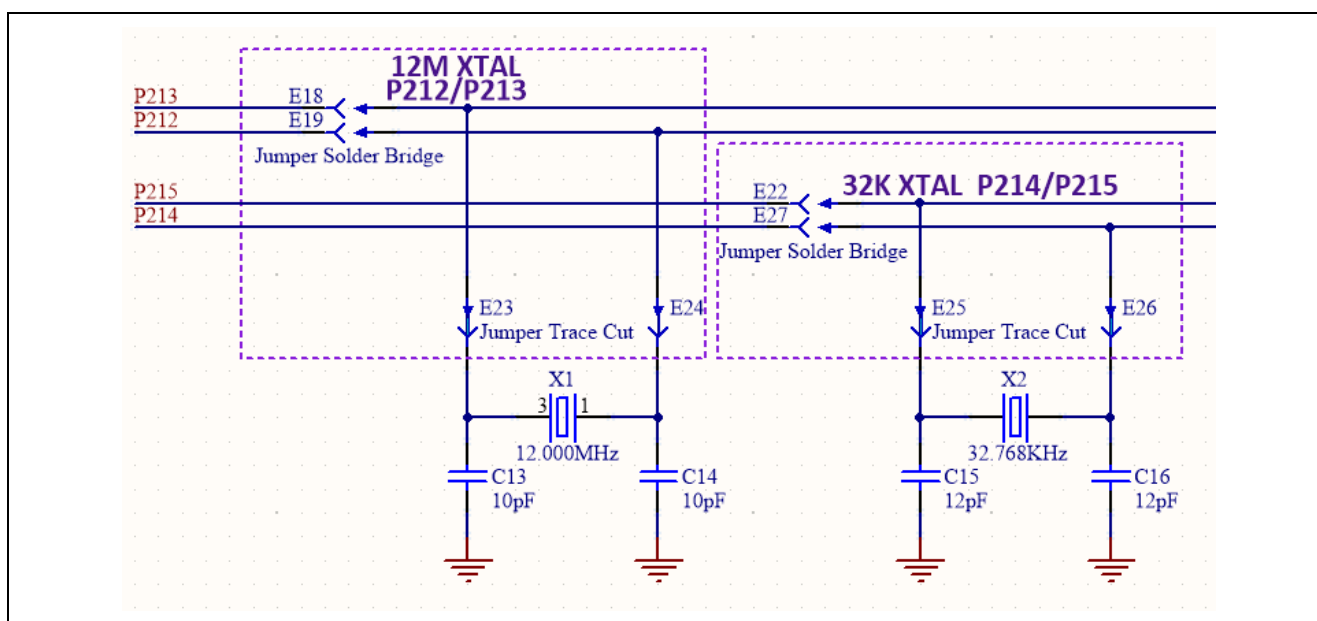 12M XTAL
P212/P213
P213
E18
P212
E19
Jumper Solder Bridge
P215
E22
32K XTAL P214/P215
P214
E27
Jumper Solder Bridge
E23
E24
Jumper Trace Cut
E25
E26
Jumper Trace Cut
X1
3
1
12.000MHz
X2
32.768KHz
C13
10pF
C14
10pF
C15
12pF
C16
12pF